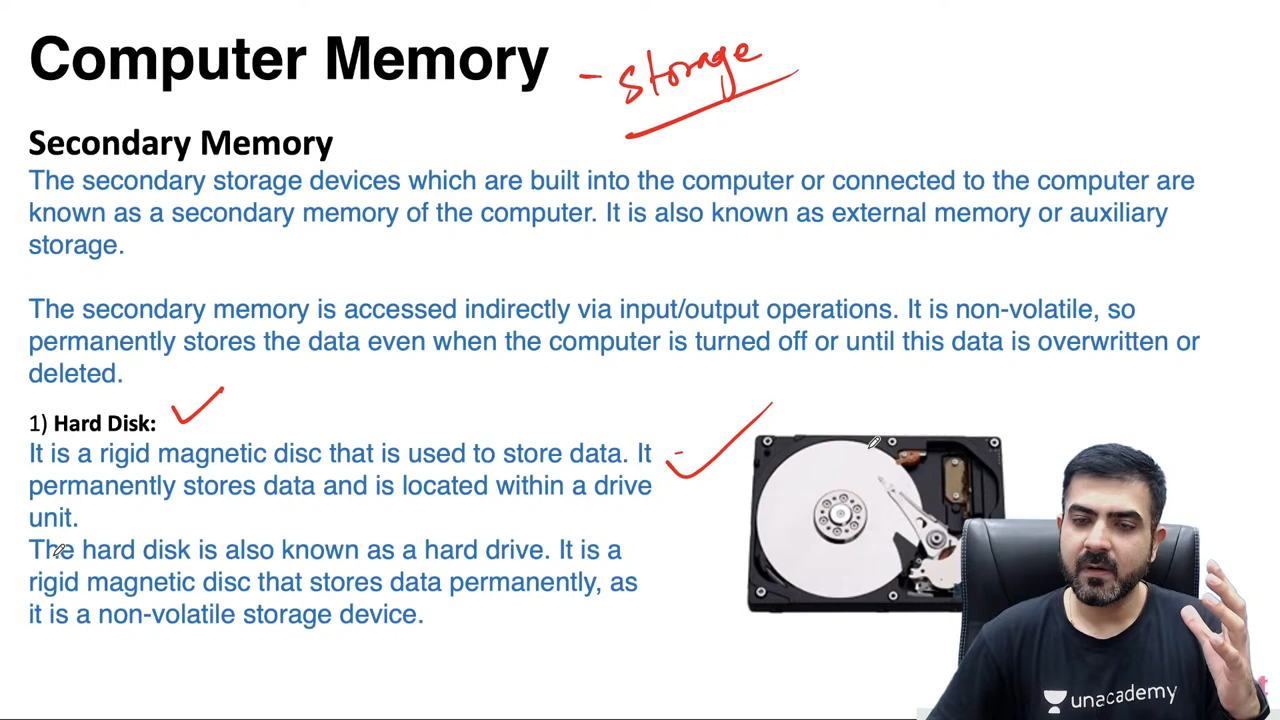 Computer Memory
- Storage
Secondary Memory
The secondary storage devices which are built into the computer or connected to the computer are
known as a secondary memory of the computer. It is also known as external memory or auxiliary
storage.
The secondary memory is accessed indirectly via input/output operations. It is non-volatile, so
permanently stores the data even when the computer is turned off or until this data is overwritten or
deleted.
1) Hard Disk:
It is a rigid magnetic disc that is used to store data. It
permanently stores data and is located within a drive
unit.
The hard disk is also known as a hard drive. It is a
rigid magnetic disc that stores data permanently, as
it is a non-volatile storage device.
unacademy